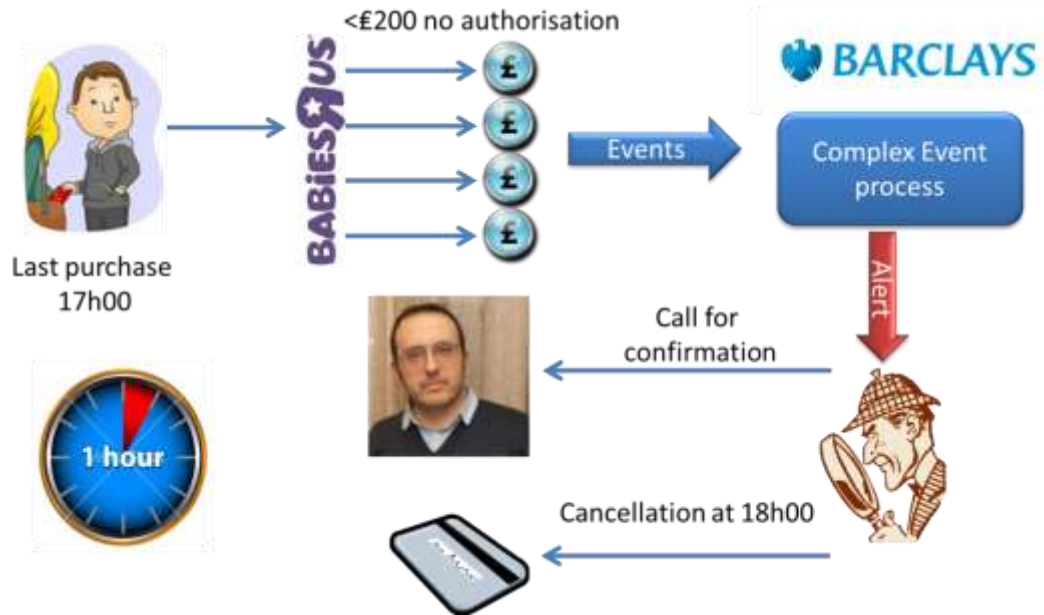 <₤200 no authorisation
BARCLAYS
BABiES R US
£
£
£
£
Events
Complex Event
process
Last purchase
17h00
Alert
Call for
confirmation
1 hour
Cancellation at 18h00